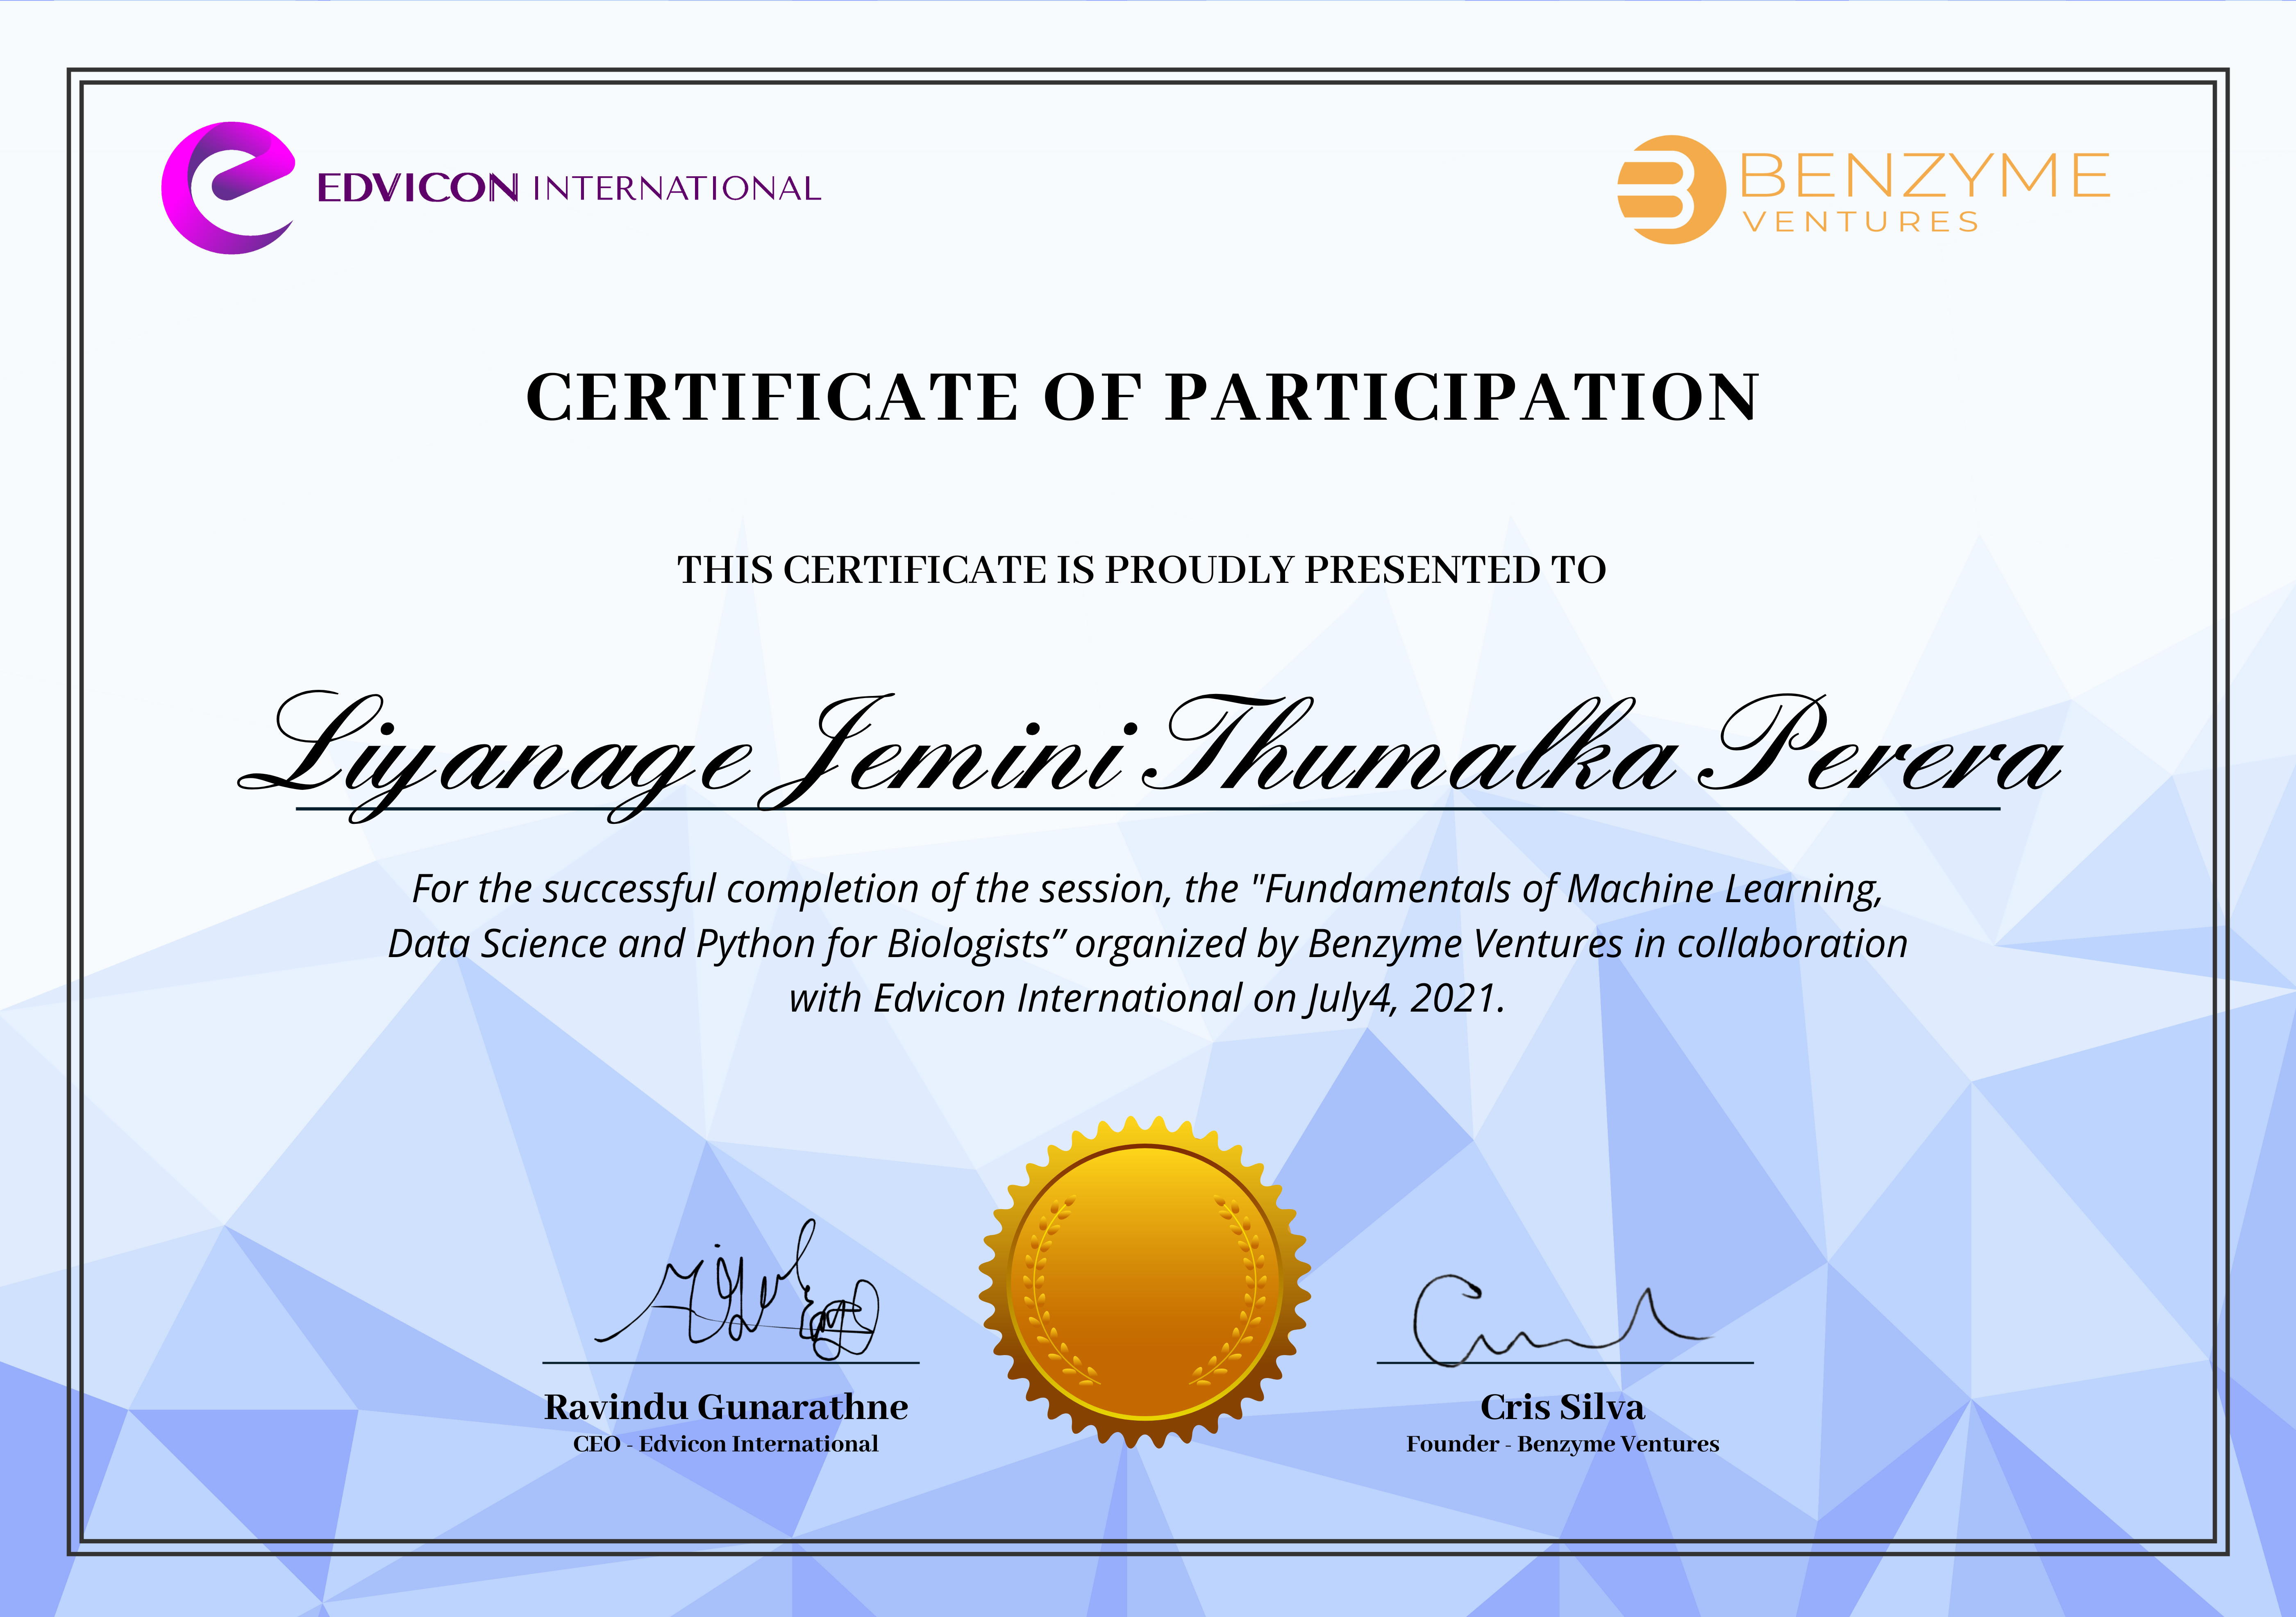 EDVICON INTERNATIONAL
BENZYME
VENTURES
CERTIFICATE OF PARTICIPATION
THIS CERTIFICATE IS PROUDLY PRESENTED TO
Liyanage Jemini Thumalka Perera
For the successful completion of the session, the "Fundamentals of Machine Learning,
Data Science and Python for Biologists” organized by Benzyme Ventures in collaboration
with Edvicon International on July4, 2021.
Ravindu Gunarathne
CEO - Edvicon International
Cris Silva
Founder - Benzyme Ventures